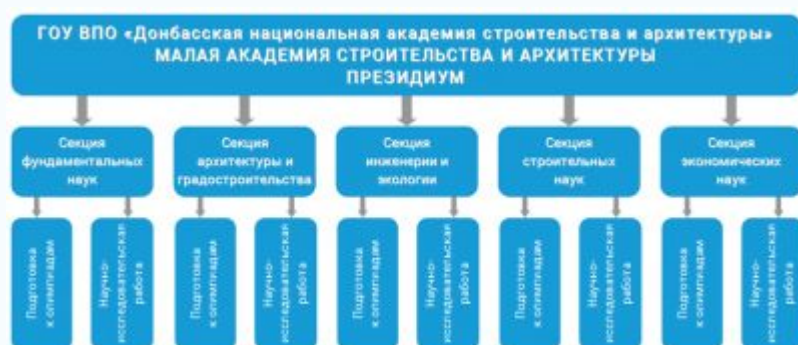 ГОУ ВПО «Донбасская национальная академия строительства и архитектуры»
МАЛАЯ АКАДЕМИЯ СТРОИТЕЛЬСТВА И АРХИТЕКТУРЫ
ПРЕЗИДИУМ
Секция
фундаментальных
наук
Секция
архитектуры и
градостроительства
Секция
инженерии и
экологии
Секция
строительных
наук
Секция
экономических
наук
Подготовка
к олимпиадам
Научно-
исследовательская
работа
Подготовка
к олимпиадам
Научно-
исследовательская
работа
Подготовка
к олимпиадам
Научно-
исследовательская
работа
Подготовка
к олимпиадам
Научно-
исследовательская
работа
Подготовка
к олимпиадам
Научно-
исследовательская
работа